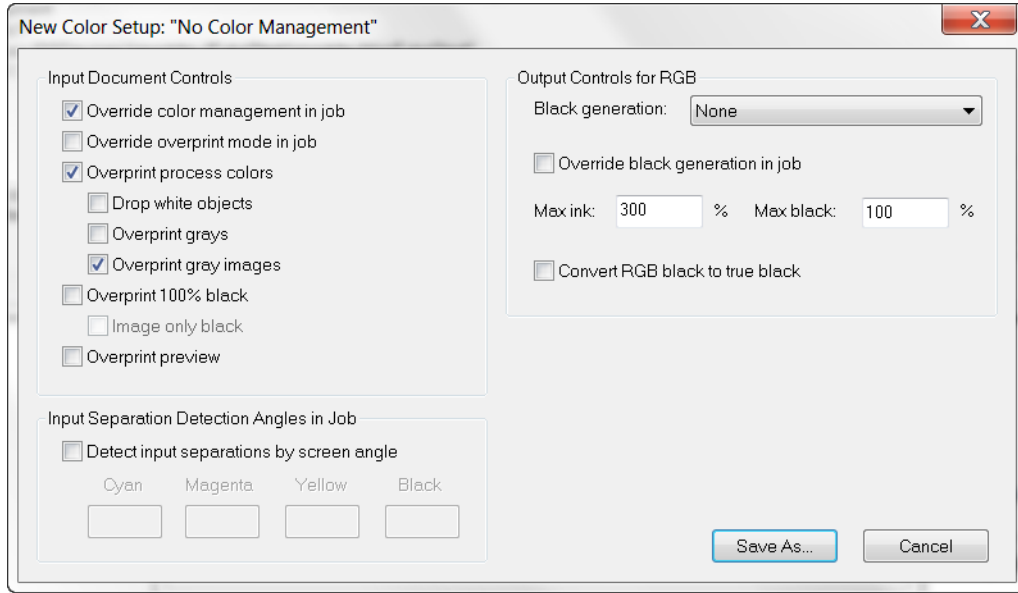 New Color Setup: "No Color Management"
Input Document Controls
Override color management in job
Override overprint mode in job
Overprint process colors
Drop white objects
Overprint grays
Overprint gray images
Overprint 100% black
Image only black
Overprint preview
Input Separation Detection Angles in Job
Detect input separations by screen angle
Cyan Magenta Yellow Black
Output Controls for RGB
Black generation: None
Override black generation in job
Max ink: 300 % Max black: 100 %
Convert RGB black to true black
Save As... Cancel